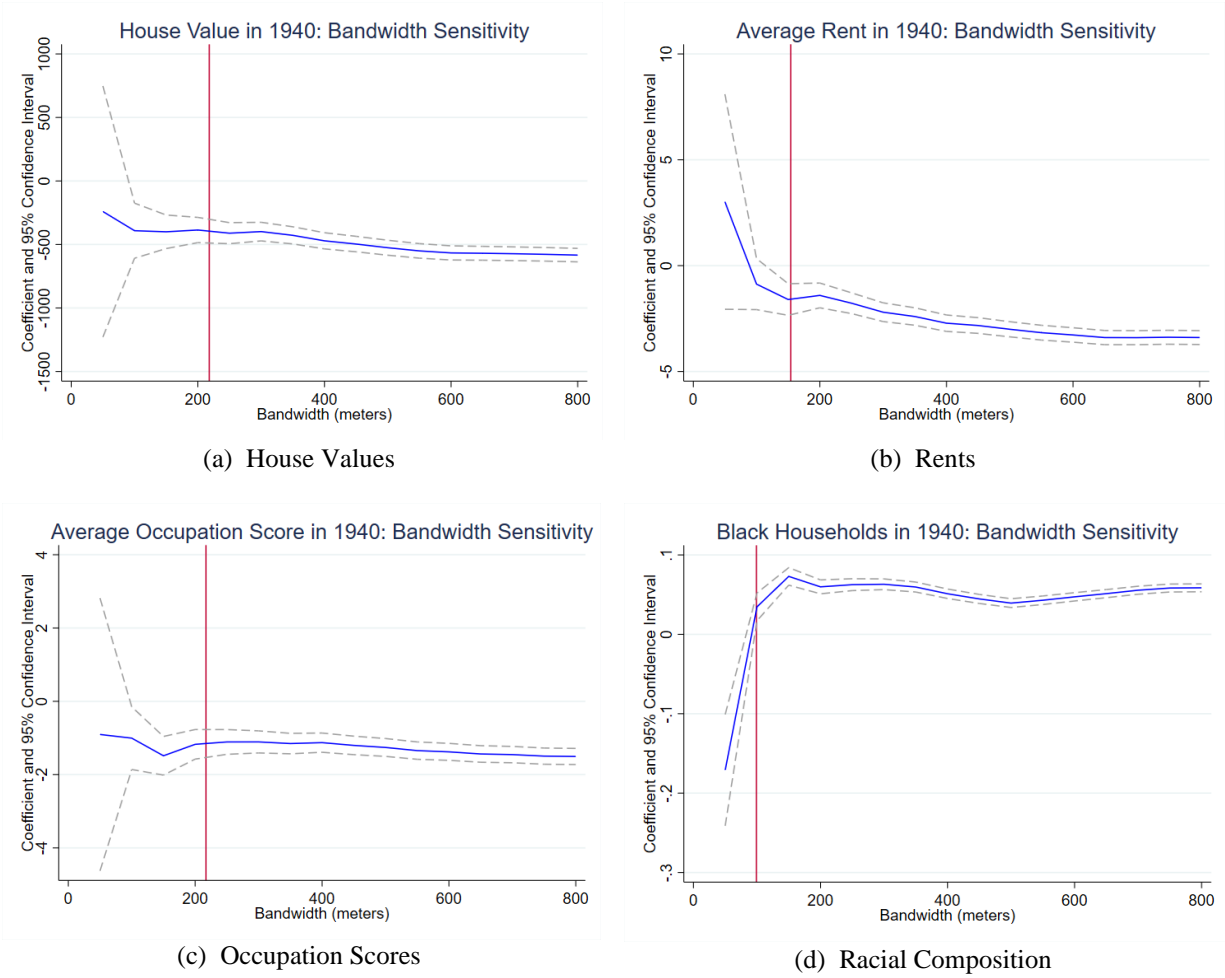 House Value in 1940: Bandwidth Sensitivity
Coefficient and 95% Confidence Interval
1000
500
0
-500
-1000
-1500
0 200 400 600 800
Bandwidth (meters)
(a) House Values
Average Rent in 1940: Bandwidth Sensitivity
Coefficient and 95% Confidence Interval
10
5
0
-5
0 200 400 600 800
Bandwidth (meters)
(b) Rents
Average Occupation Score in 1940: Bandwidth Sensitivity
Coefficient and 95% Confidence Interval
4
2
0
-2
-4
0 200 400 600 800
Bandwidth (meters)
(c) Occupation Scores
Black Households in 1940: Bandwidth Sensitivity
Coefficient and 95% Confidence Interval
.1
0
-.1
-.2
-.3
0 200 400 600 800
Bandwidth (meters)
(d) Racial Composition